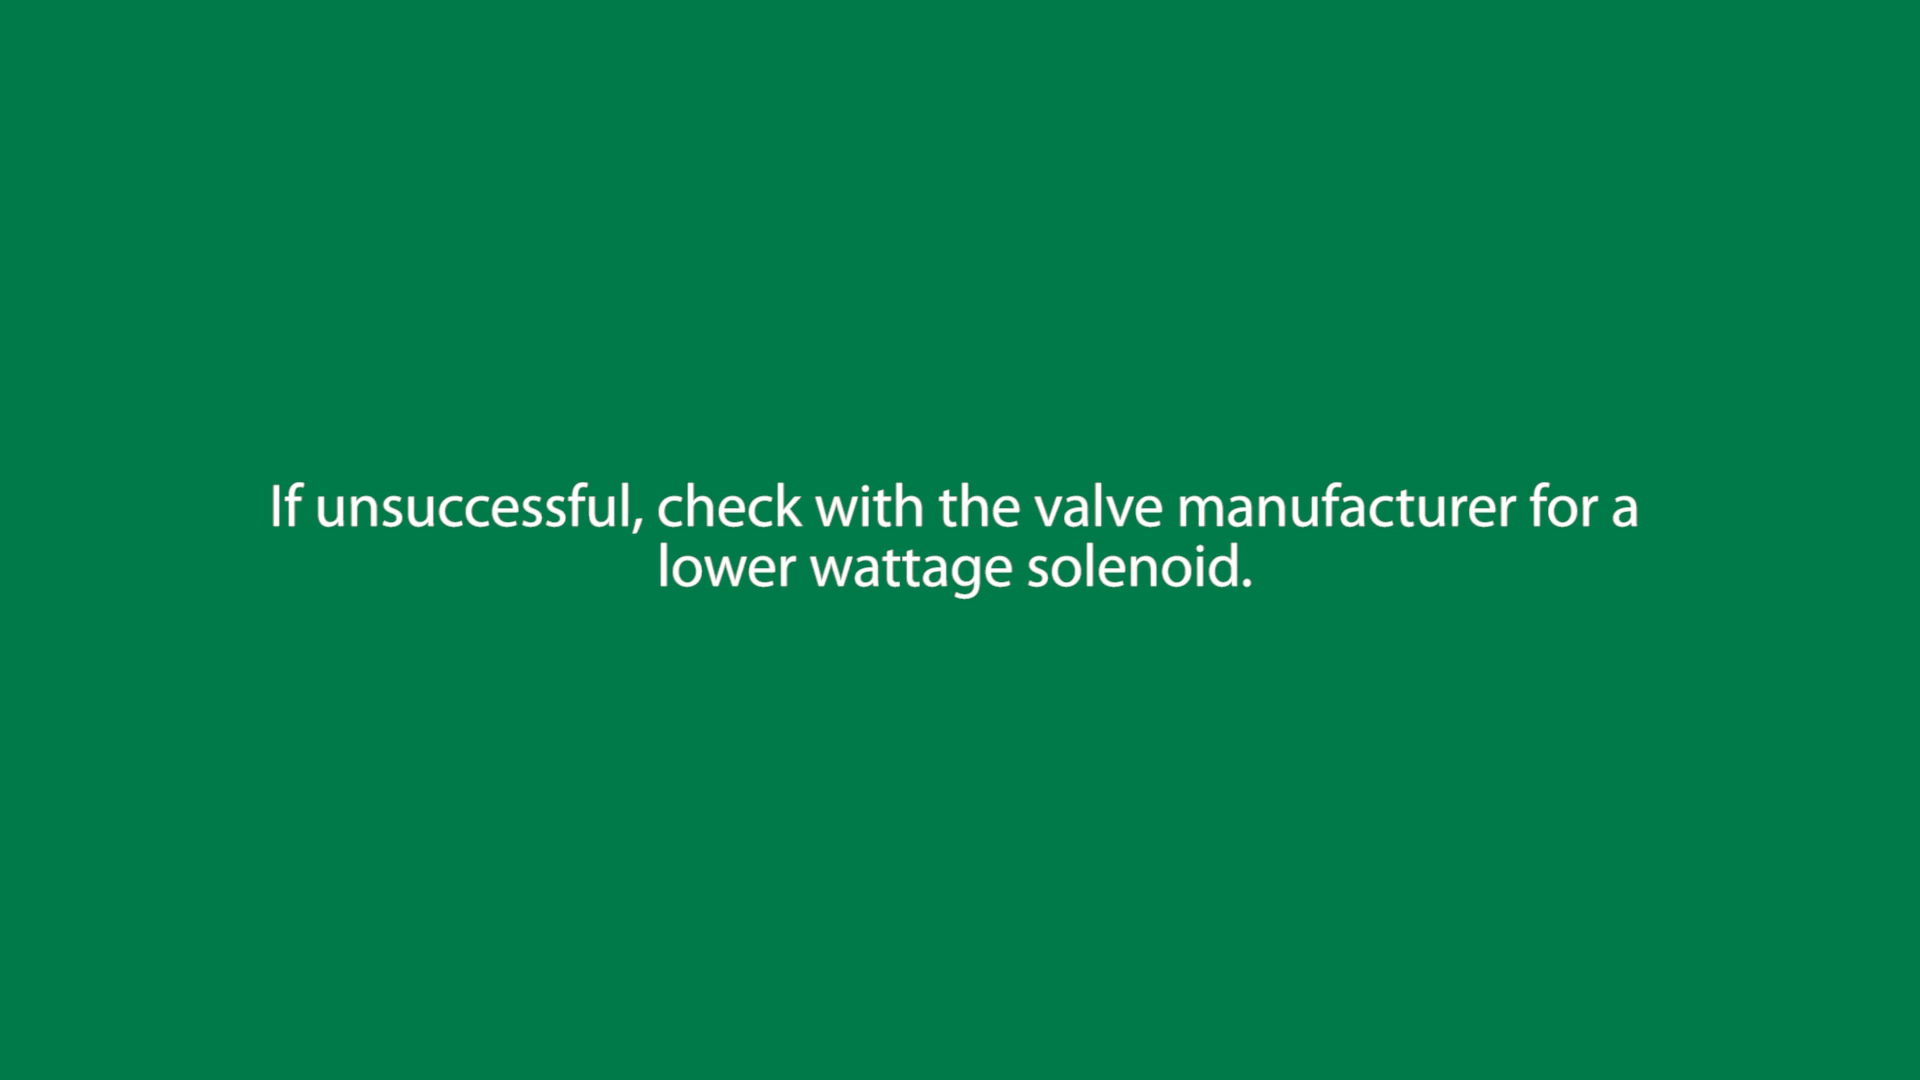 If unsuccessful, check with the valve manufacturer for a
lower wattage solenoid.